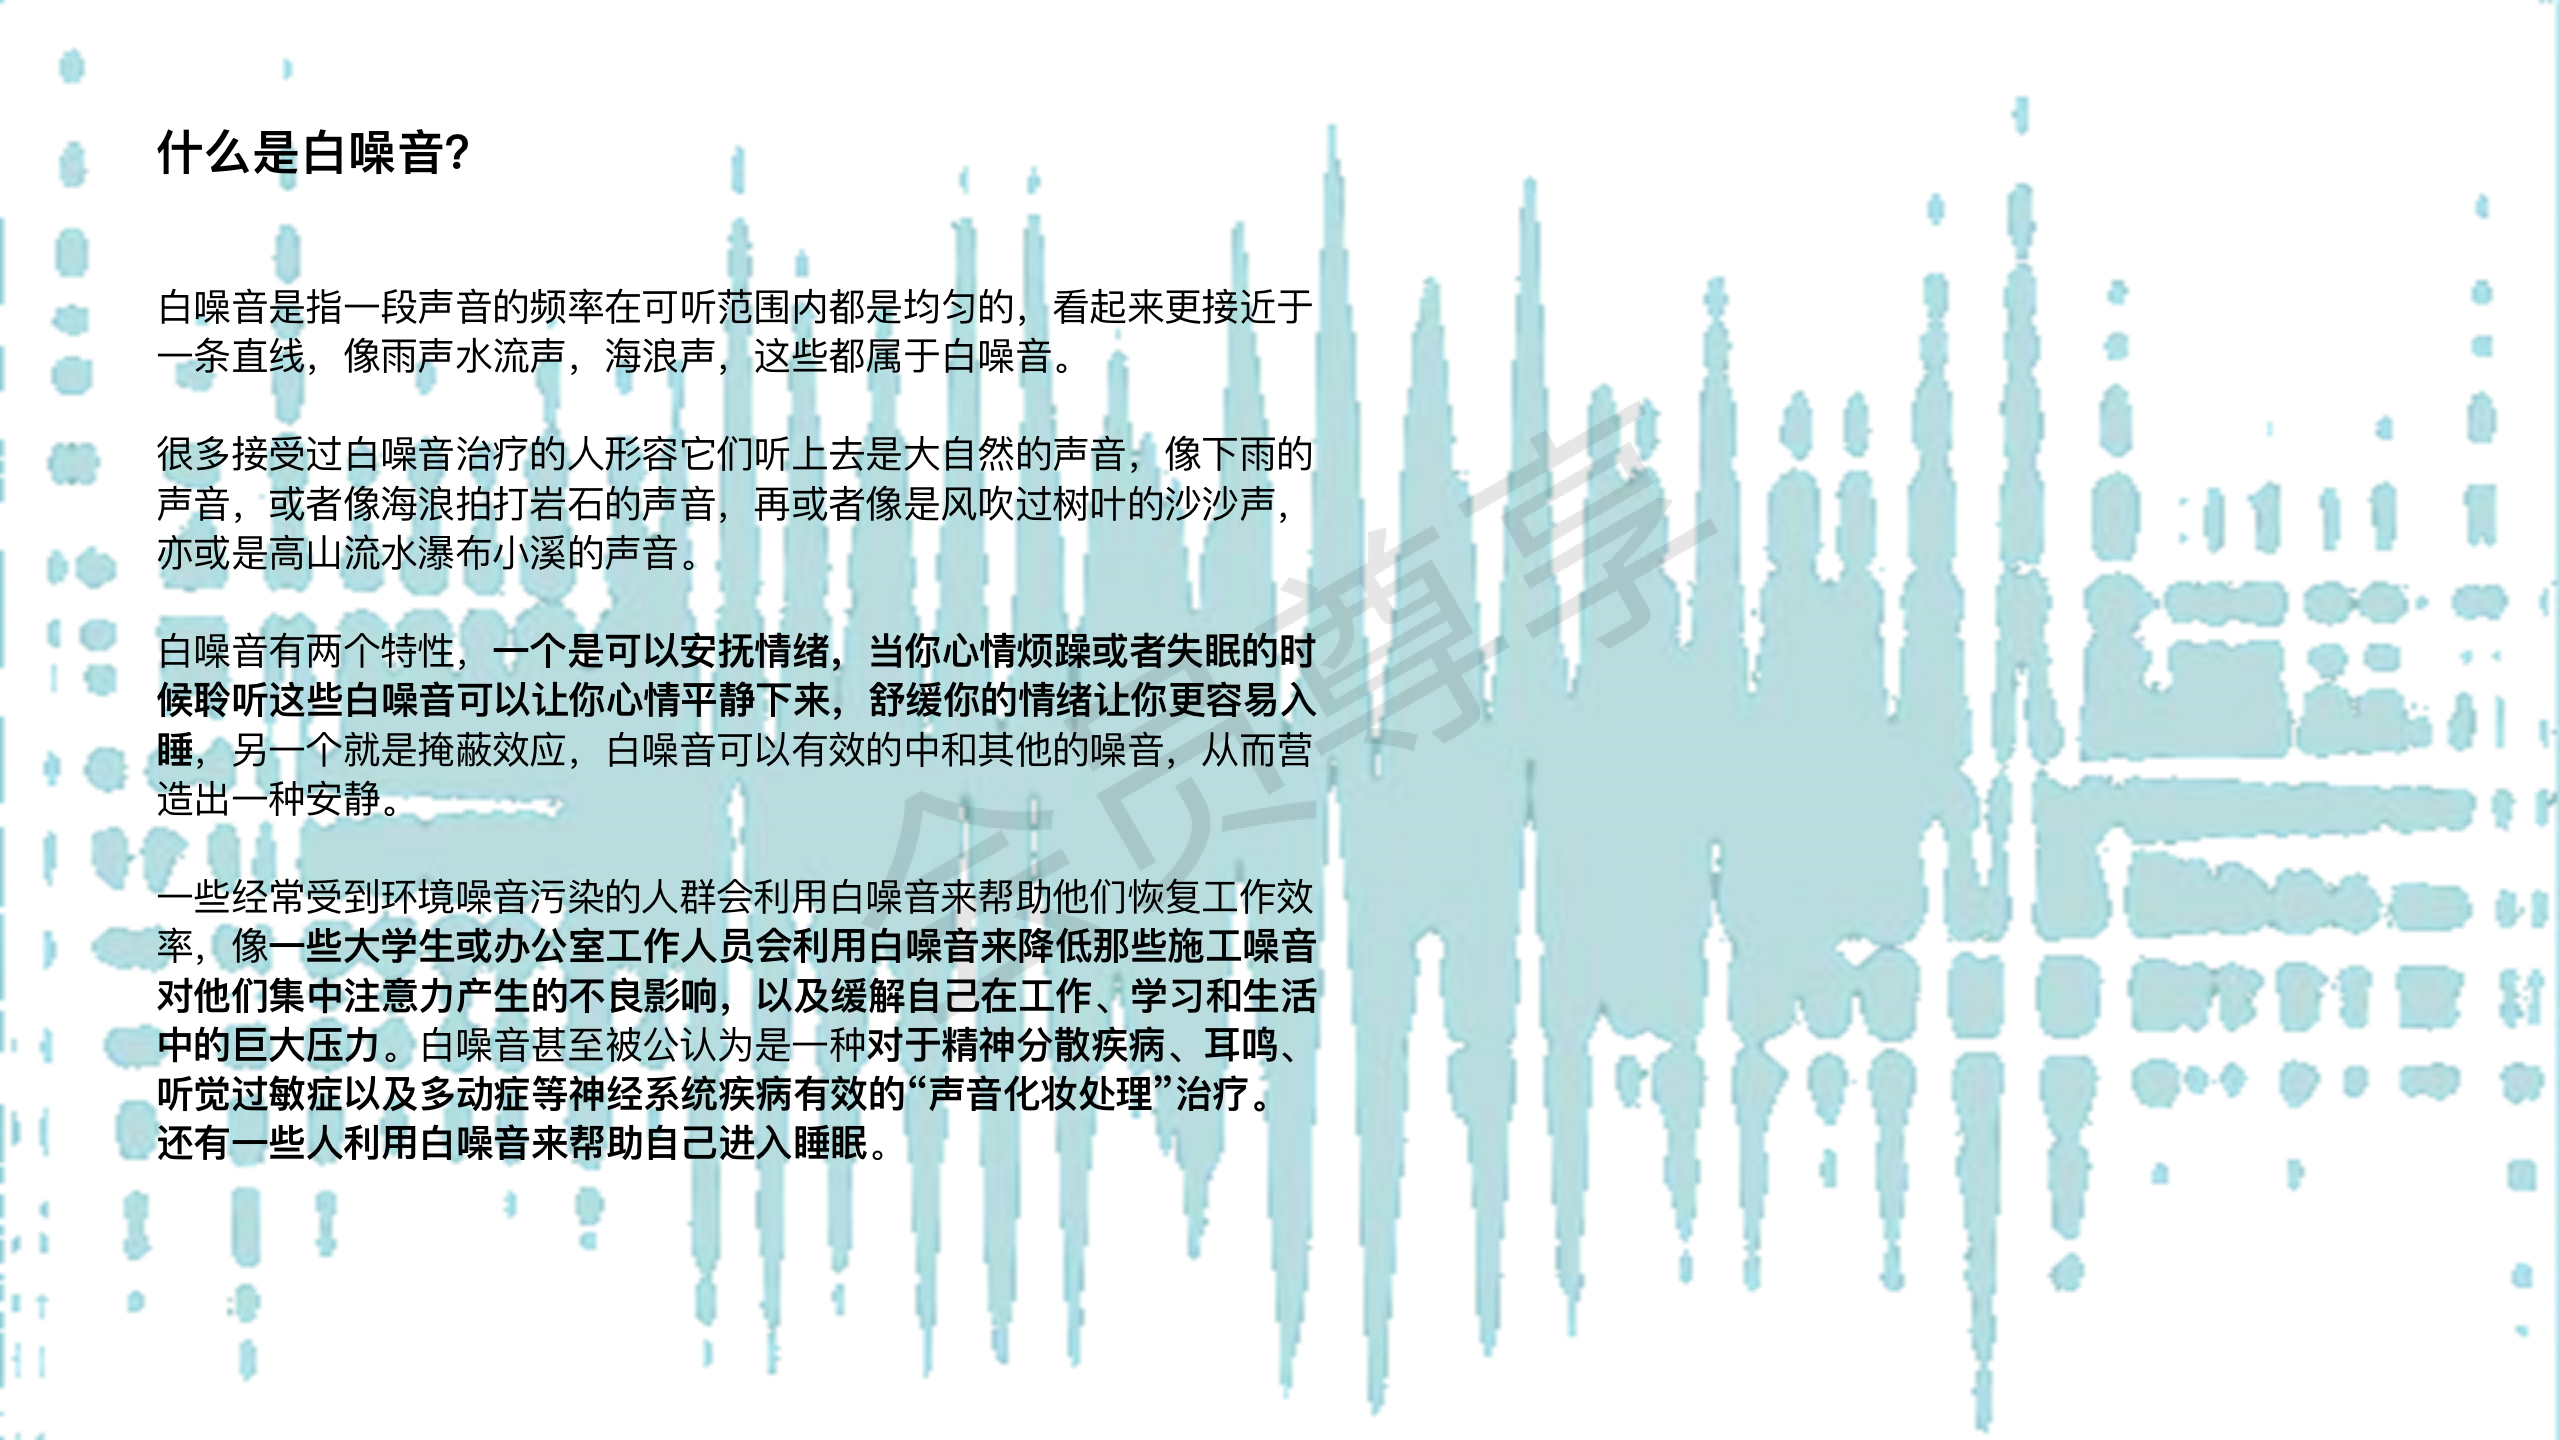 什么是白噪音?
白噪音是指一段声音的频率在可听范围内都是均匀的，看起来更接近于
一条直线，像雨声水流声，海浪声，这些都属于白噪音。
很多接受过白噪音治疗的人形容它们听上去是大自然的声音，像下雨的
声音，或者像海浪拍打岩石的声音，再或者像是风吹过树叶的沙沙声，
亦或是高山流水瀑布小溪的声音。
白噪音有两个特性，一个是可以安抚情绪，当你心情烦躁或者失眠的时
候聆听这些白噪音可以让你心情平静下来，舒缓你的情绪让你更容易入
睡，另一个就是掩蔽效应，白噪音可以有效的中和其他的噪音，从而营
造出一种安静。
一些经常受到环境噪音污染的人群会利用白噪音来帮助他们恢复工作效
率，像一些大学生或办公室工作人员会利用白噪音来降低那些施工噪音
对他们集中注意力产生的不良影响，以及缓解自己在工作、学习和生活
中的巨大压力。白噪音甚至被公认为是一种对于精神分散疾病、耳鸣、
听觉过敏症以及多动症等神经系统疾病有效的“声音化妆处理”治疗。
还有一些人利用白噪音来帮助自己进入睡眠。
会员尊享